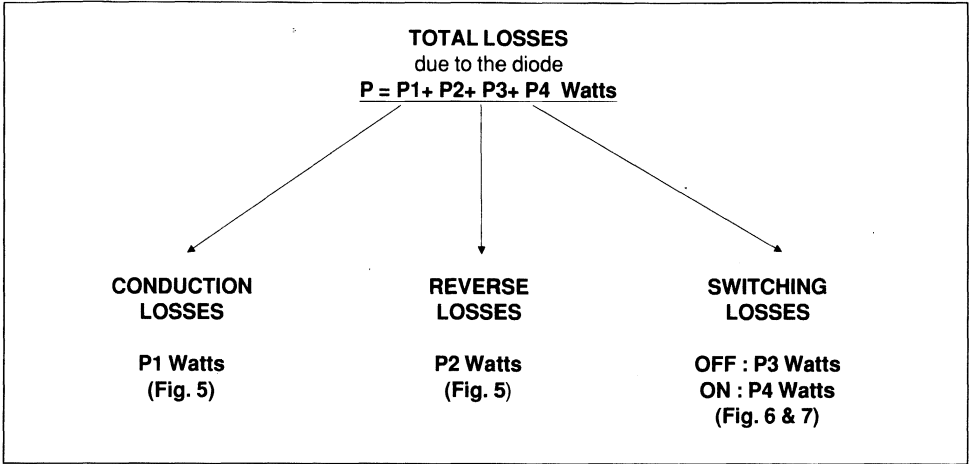 TOTAL LOSSES
due to the diode
P = P1+ P2+ P3+ P4 Watts
CONDUCTION
LOSSES
P1 Watts
(Fig. 5)
REVERSE
LOSSES
P2 Watts
(Fig. 5)
SWITCHING
LOSSES
OFF : P3 Watts
ON : P4 Watts
(Fig. 6 & 7)